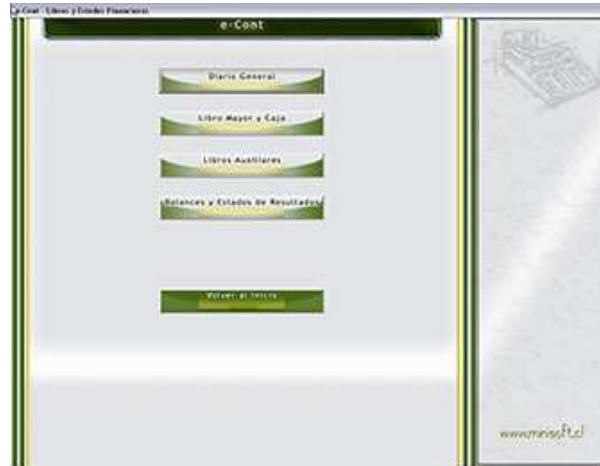 e-Cont - Libros y Estados Financieros
e-Cont
Diario General
Libro Mayor y Caja
Libros Auxiliares
Balances y Estados de Resultados
Volver al Inicio
www.minisoft.cl